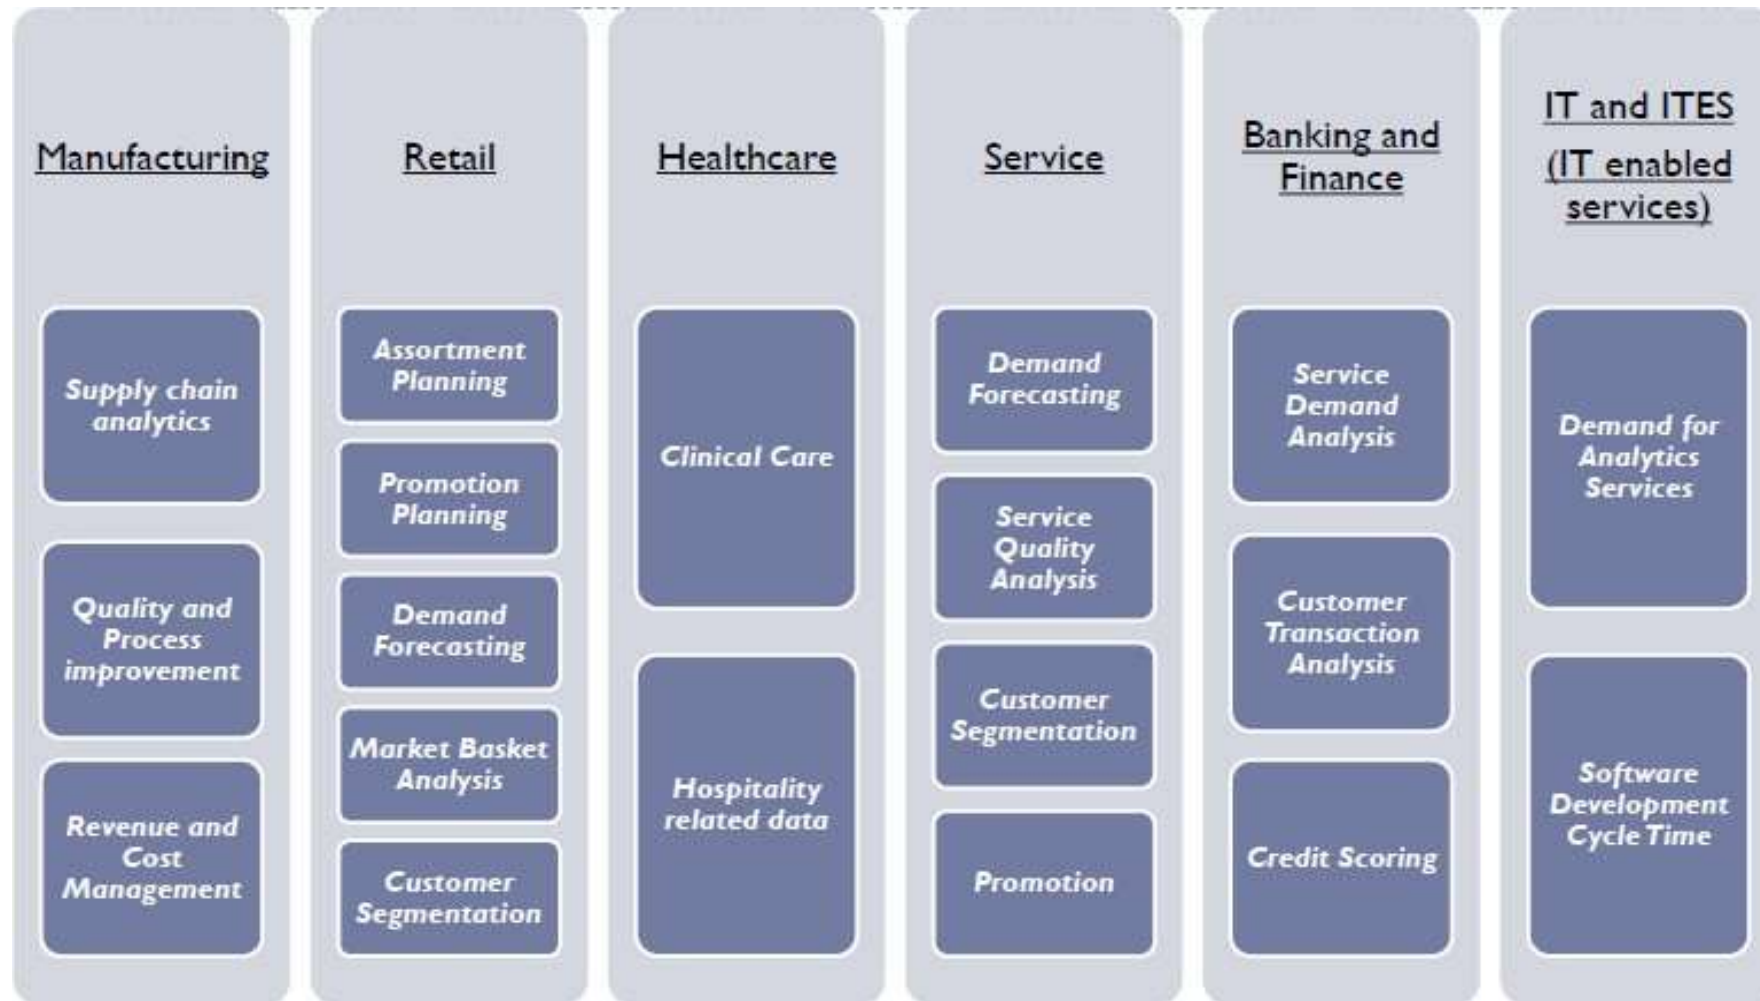 Manufacturing
Supply chain
analytics
Quality and
Process
improvement
Revenue and
Cost
Management
Retail
Assortment
Planning
Promotion
Planning
Demand
Forecasting
Market Basket
Analysis
Customer
Segmentation
Healthcare
Clinical Care
Hospitality
related data
Service
Demand
Forecasting
Service
Quality
Analysis
Customer
Segmentation
Promotion
Banking and
Finance
Service
Demand
Analysis
Customer
Transaction
Analysis
Credit Scoring
IT and ITES
(IT enabled
services)
Demand for
Analytics
Services
Software
Development
Cycle Time